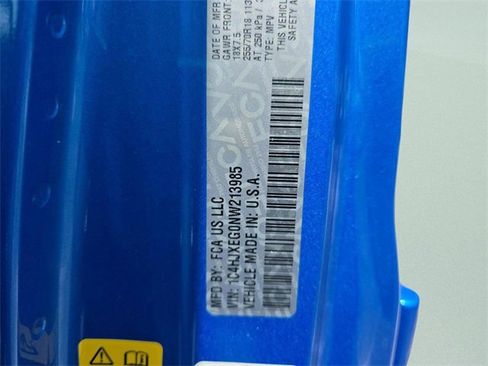 MFD BY: FCA US LLC
VIN: 1C4HJXEG0NW213985
VEHICLE MADE IN: U.S.A.
DATE OF MFR
GAWR FRONT
18X7.5
255/70R18 113
AT 250 kPa /
TYPE: MPV
THIS VEHICLE
SAFETY A